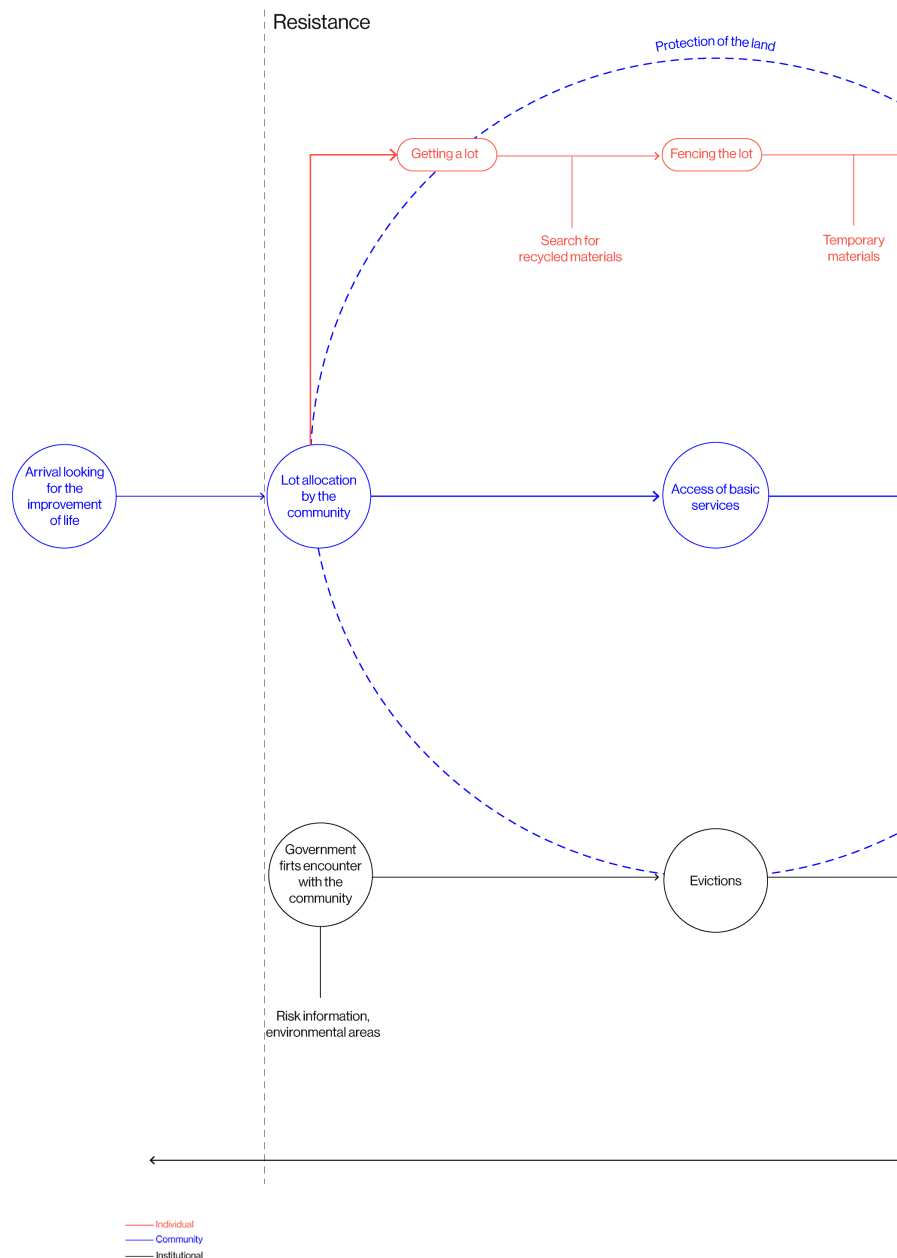 Resistance
Protection of the land
Getting a lot
Fencing the lot
Search for
recycled materials
Temporary
materials
Arrival looking
for the
improvement
of life
Lot allocation
by the
community
Access of basic
services
Government
firts encounter
with the
community
Evictions
Risk information,
environmental areas
Individual
Community
Institutional